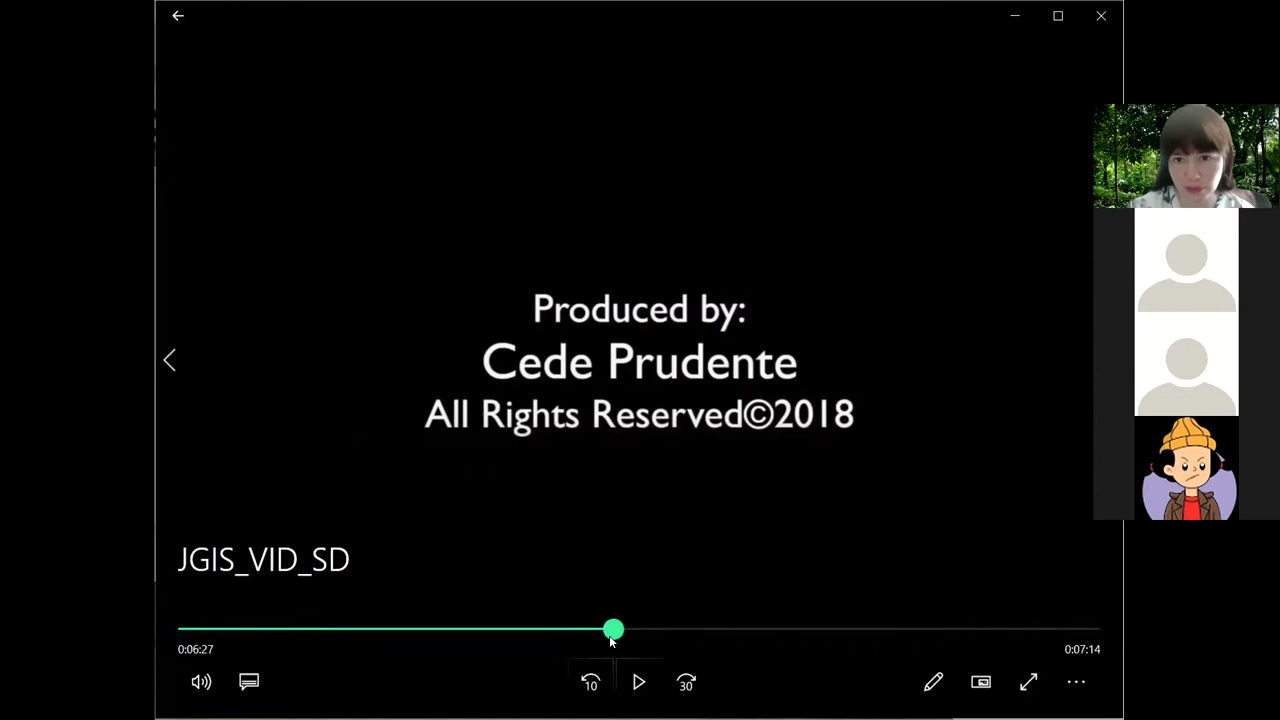 Produced by:
Cede Prudente
All Rights Reserved©2018
JGIS_VID_SD
0:06:27
0:07:14
10
30